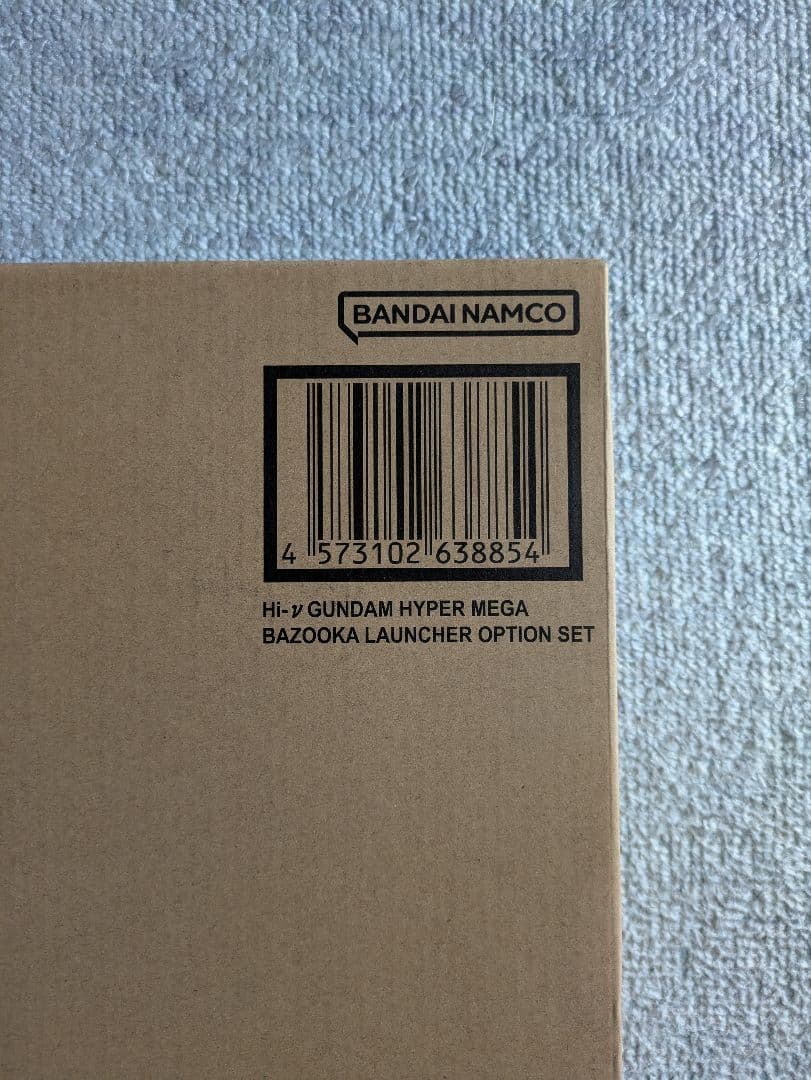 BANDAI NAMCO
4 573102 638854
Hi-ν GUNDAM HYPER MEGA
BAZOOKA LAUNCHER OPTION SET